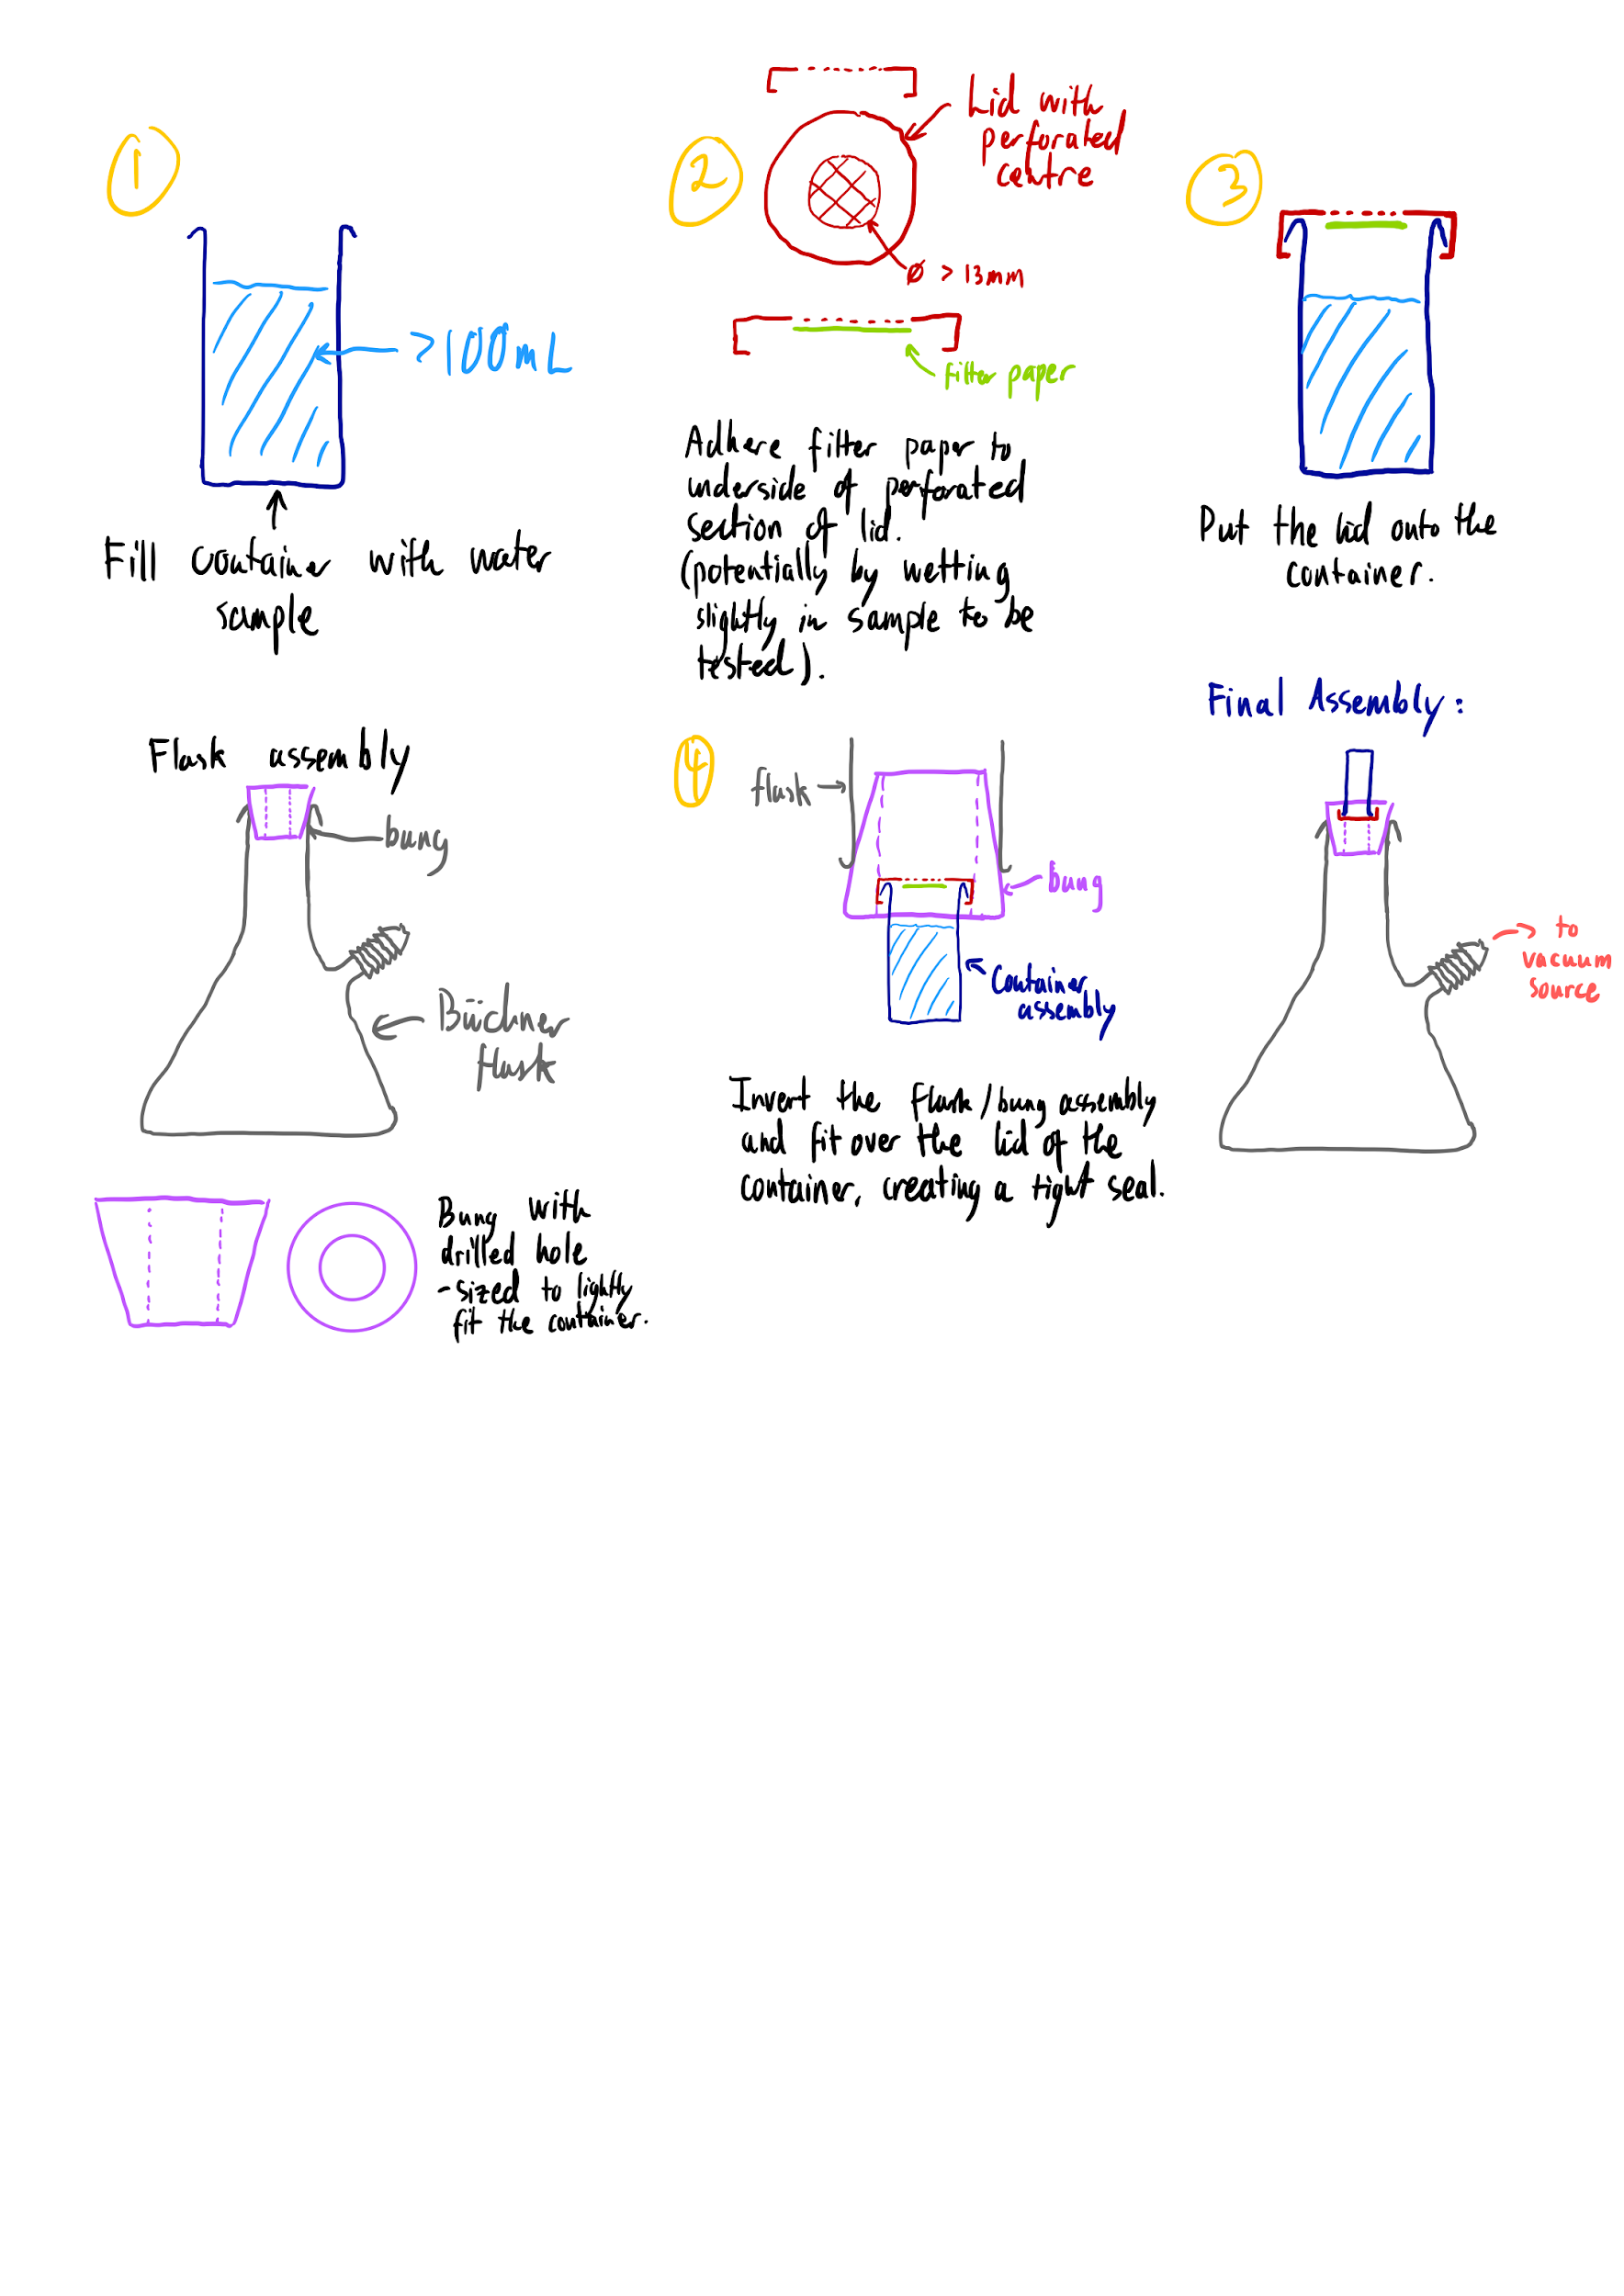 1
>100mL
Fill container with water
sample
2
Lid with
perforated
centre
Ø > 13mm
filter paper
Adhere filter paper to
underside of perforated
section of lid.
(potentially by wetting
slightly in sample to be
tested).
3
Put the lid onto the
container.
Flask assembly
bung
Büchner
flask
Bung with
drilled hole
- sized to tightly
fit the container.
4
flask
bung
Container
assembly
Invert the flask/bung assembly
and fit over the lid of the
container, creating a tight seal.
Final Assembly:
to
vacuum
source